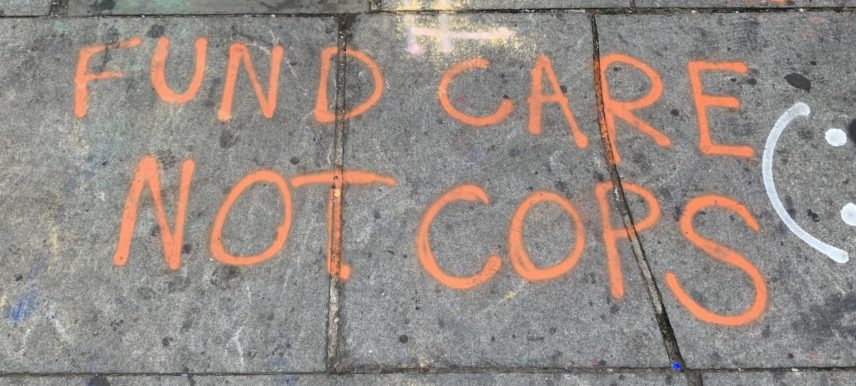 FUND CARE
NOT COPS